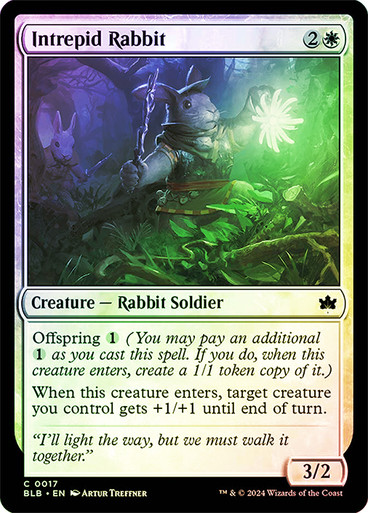 Intrepid Rabbit 2
Creature — Rabbit Soldier
Offspring 1 (You may pay an additional
1 as you cast this spell. If you do, when this
creature enters, create a 1/1 token copy of it.)
When this creature enters, target creature
you control gets +1/+1 until end of turn.
“I’ll light the way, but we must walk it
together.”
3/2
C 0017
BLB • EN Artur Treffner ™ & © 2024 Wizards of the Coast